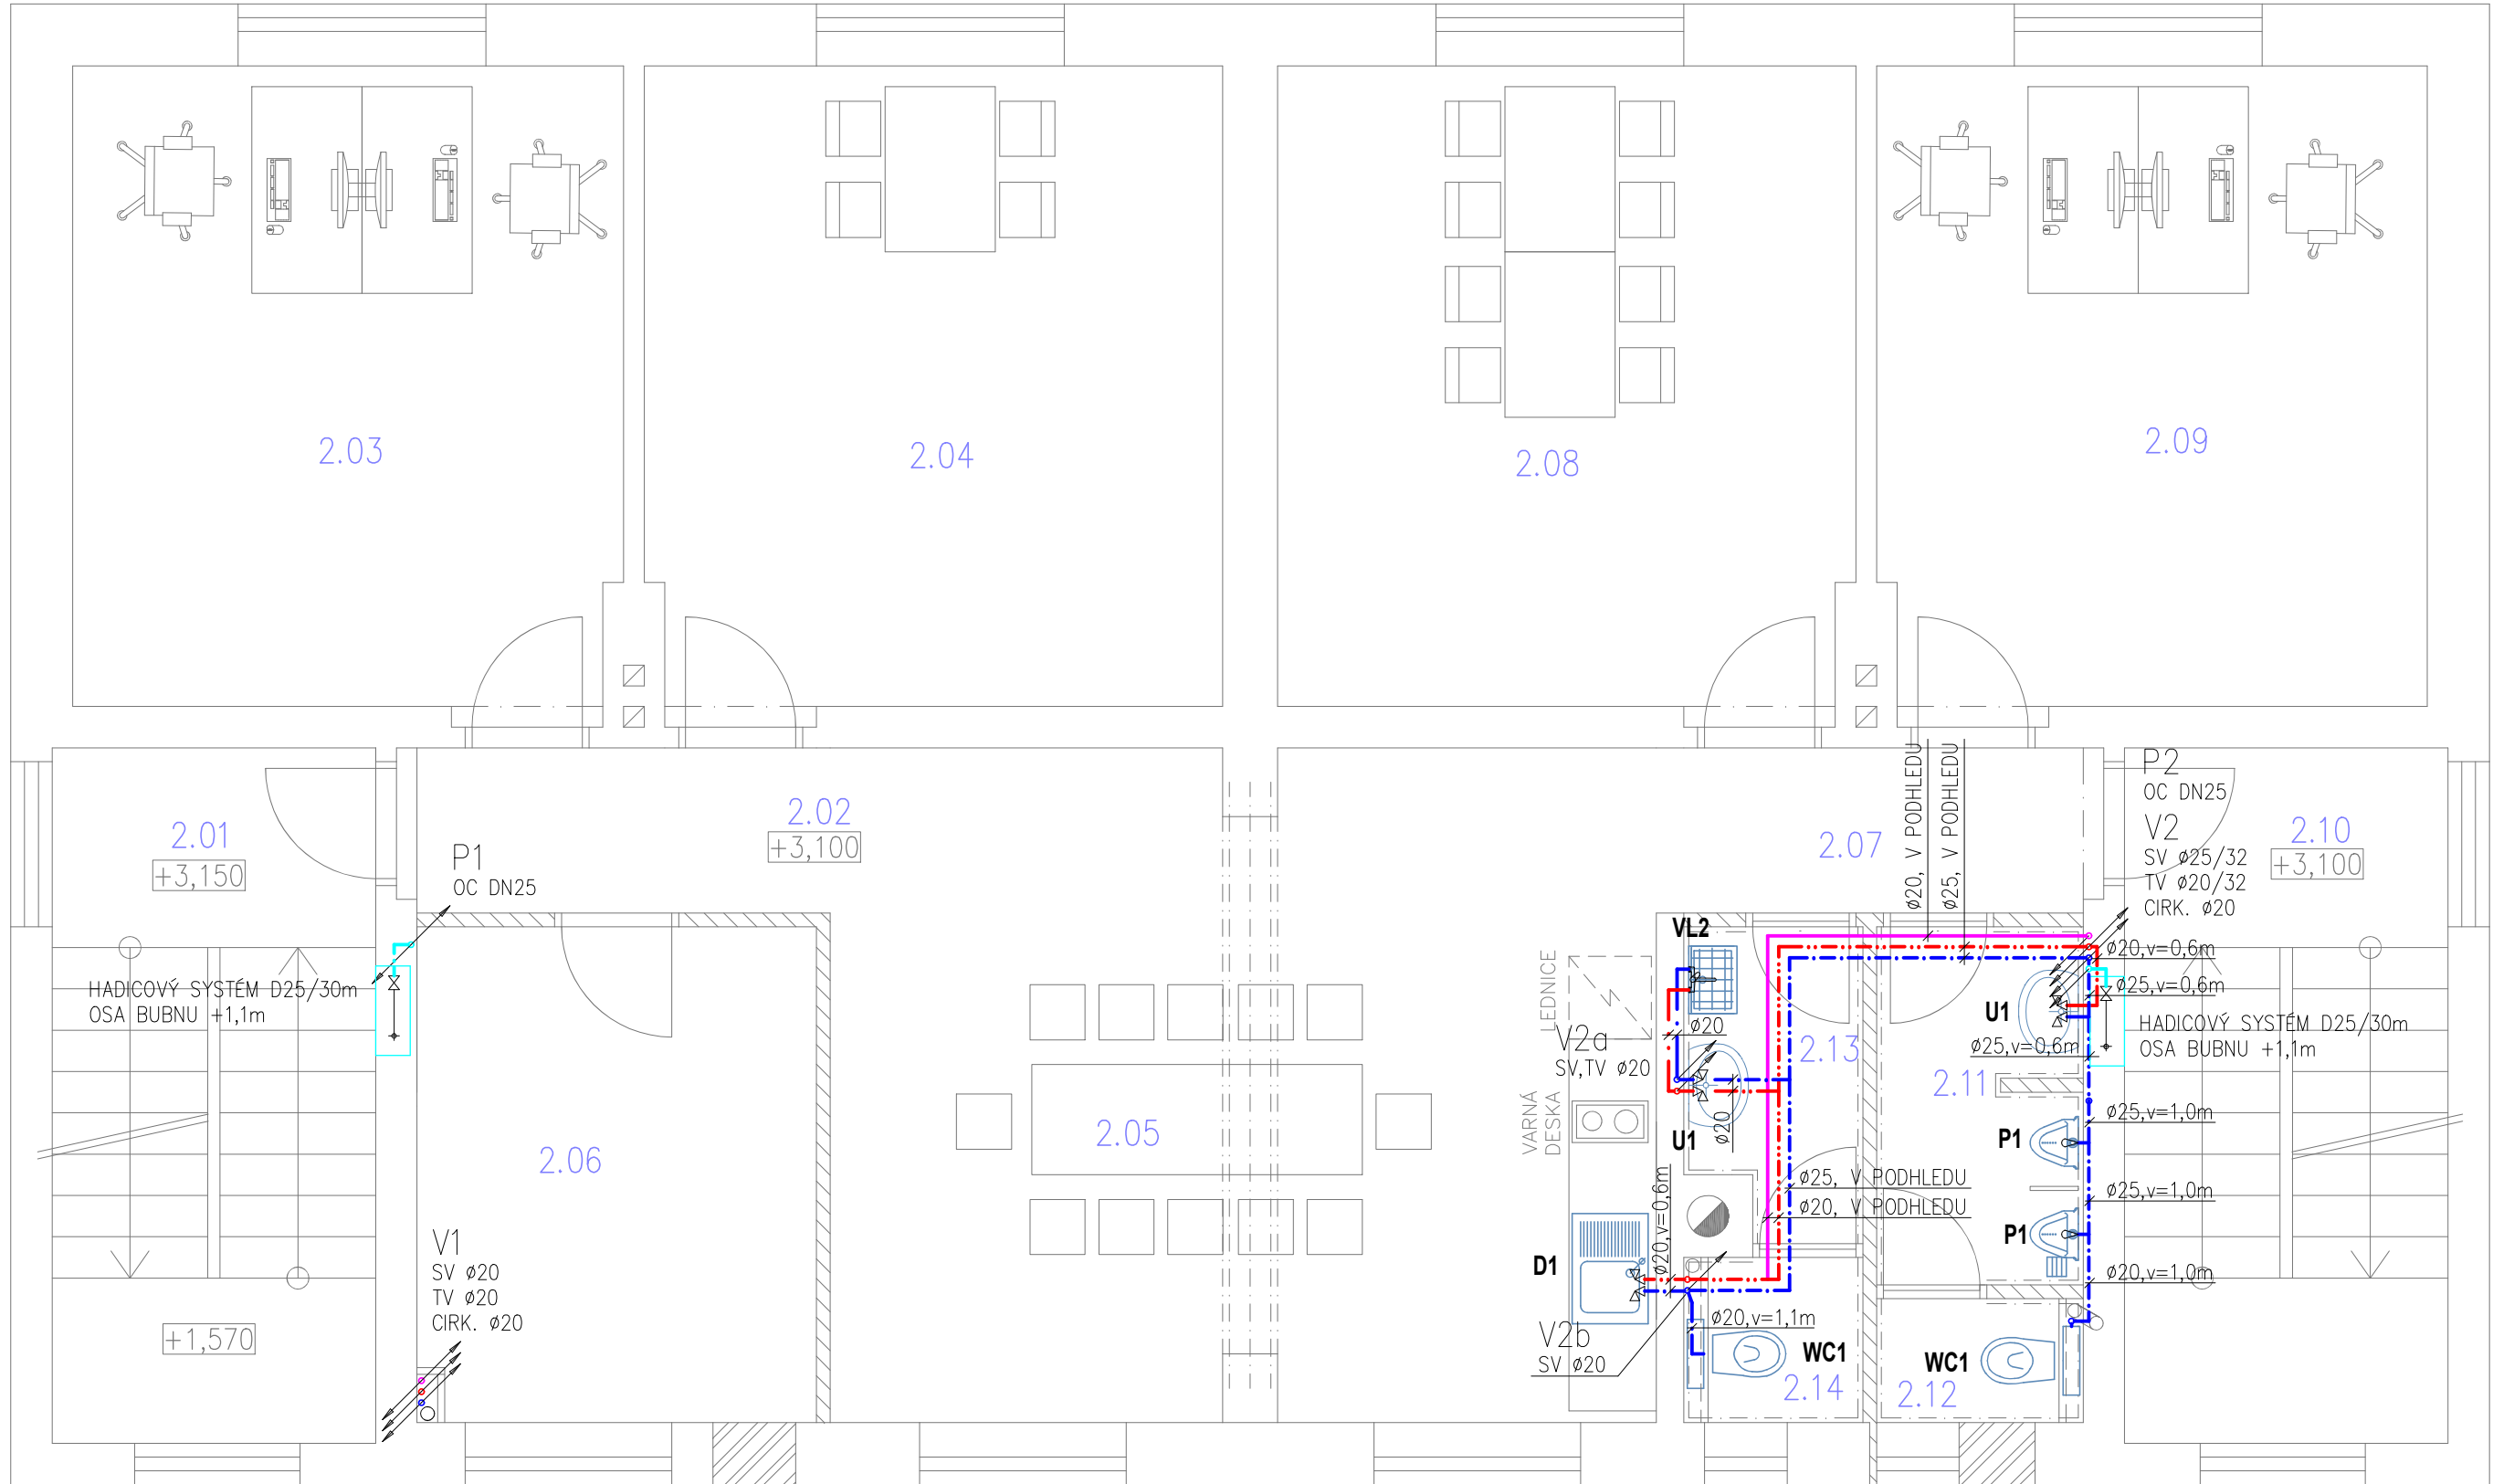 2.03
2.04
2.08
2.09
2.01
+3,150
2.02
+3,100
P1
OC DN25
2.07
ø20, V PODHLEDU
ø25, V PODHLEDU
P2
OC DN25
V2
SV ø25/32
TV ø20/32
CIRK. ø20
2.10
+3,100
HADICOVÝ SYSTÉM D25/30m
OSA BUBNU +1,1m
VL2
LEDNICE
V2a
SV,TV ø20
ø20
2.13
U1
ø20,v=0,6m
ø25,v=0,6m
ø25,v=0,6m
HADICOVÝ SYSTÉM D25/30m
OSA BUBNU +1,1m
2.11
VARNÁ
DESKA
U1
ø20
P1
ø25,v=1,0m
2.05
2.06
ø20,v=0,6m
ø25, V PODHLEDU
ø20, V PODHLEDU
ø25,v=1,0m
P1
D1
ø20,v=1,0m
V1
SV ø20
TV ø20
CIRK. ø20
+1,570
V2b
SV ø20
ø20,v=1,1m
WC1
2.14
WC1
2.12